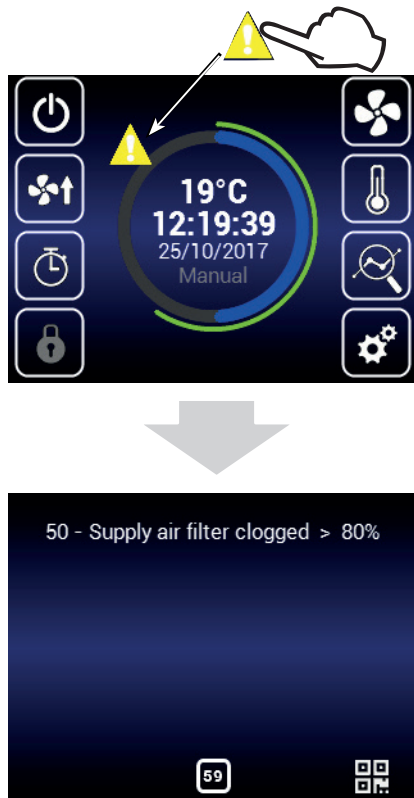 19°C
12:19:39
25/10/2017
Manual
50 - Supply air filter clogged > 80%
59